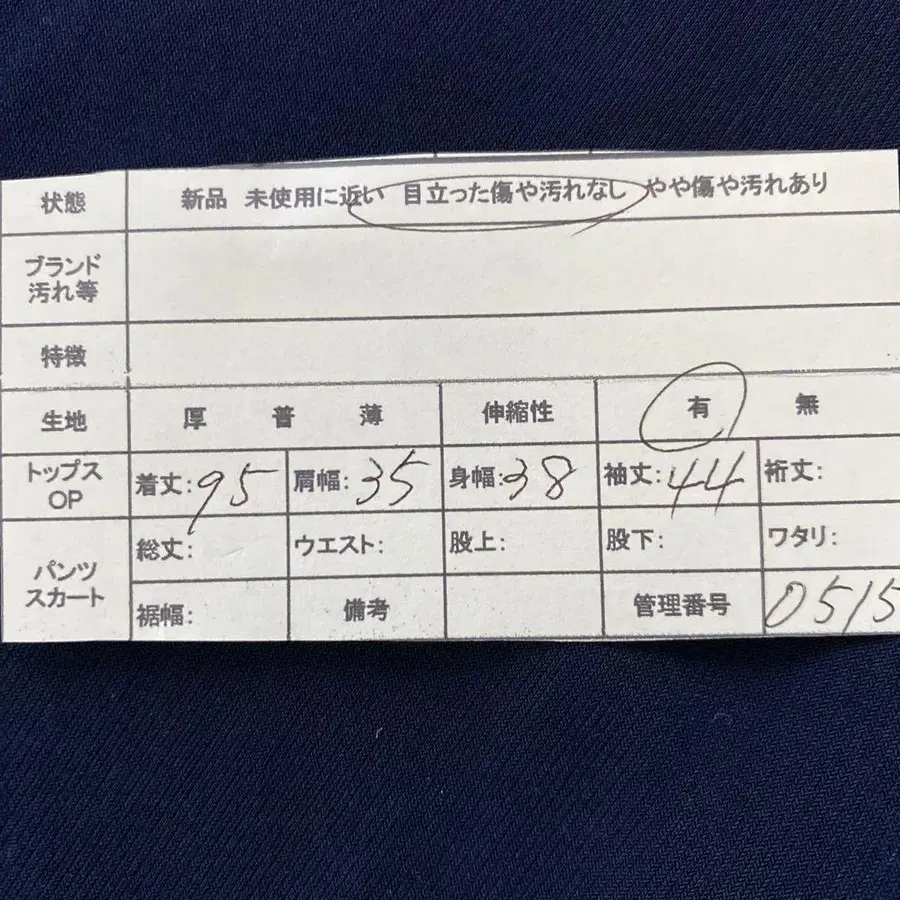 状態 新品 未使用に近い 目立った傷や汚れなし やや傷や汚れあり
ブランド
汚れ等
特徴
生地 厚 普 薄 伸縮性 有 無
トップス
OP
着丈:95 肩幅:35 身幅:38 袖丈:44 裄丈:
パンツ
スカート
総丈: ウエスト: 股上: 股下: ワタリ:
裾幅: 備考 管理番号 0515